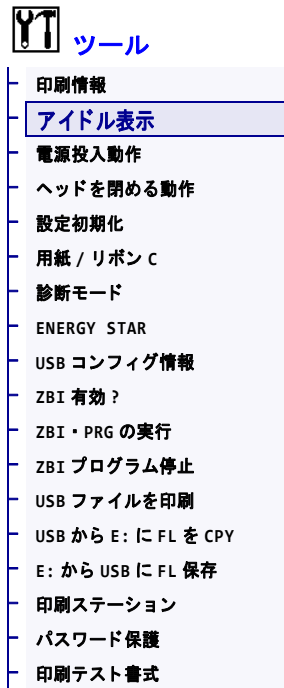 ツール
印刷情報
アイドル表示
電源投入動作
ヘッドを閉める動作
設定初期化
用紙 / リボン C
診断モード
ENERGY STAR
USB コンフィグ情報
ZBI 有効 ?
ZBI・PRG の実行
ZBI プログラム停止
USB ファイルを印刷
USB から E: に FL を CPY
E: から USB に FL 保存
印刷ステーション
パスワード保護
印刷テスト書式